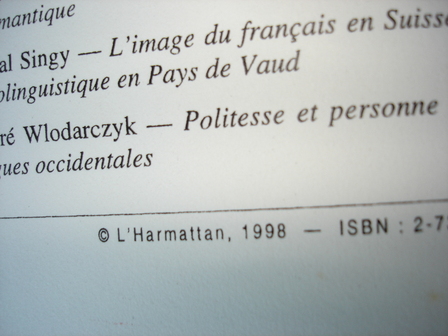 mantique
al Singy — L'image du français en Suisse
olinguistique en Pays de Vaud
ré Wlodarczyk — Politesse et personne
gues occidentales
© L'Harmattan, 1998 — ISBN : 2-7